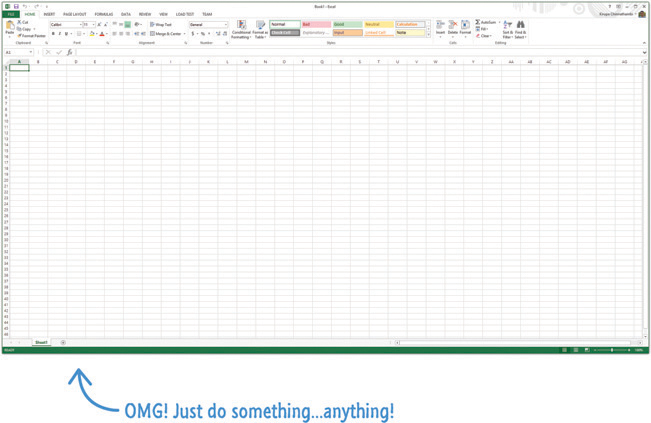 Book1 - Excel
FILE HOME INSERT PAGE LAYOUT FORMULAS DATA REVIEW VIEW LOAD TEST TEAM
Cut
Copy
Format Painter
Paste
Calibri 11
Wrap Text
Merge & Center
General
Conditional Formatting
Format as Table
Normal Bad Good Neutral Calculation
Check Cell Explanatory... Input Linked Cell Note
Insert Delete Format
AutoSum
Fill
Clear
Sort & Filter
Find & Select
Clipboard Font Alignment Number Styles Cells Editing
A1
A B C D E F G H I J K L M N O P Q R S T U V W X Y Z AA AB AC AD AE AF AG
1
2
3
4
5
6
7
8
9
10
11
12
13
14
15
16
17
18
19
20
21
22
23
24
25
26
27
28
29
30
31
32
33
34
35
36
37
38
39
40
41
42
43
44
45
46
Sheet1
100%
OMG! Just do something...anything!